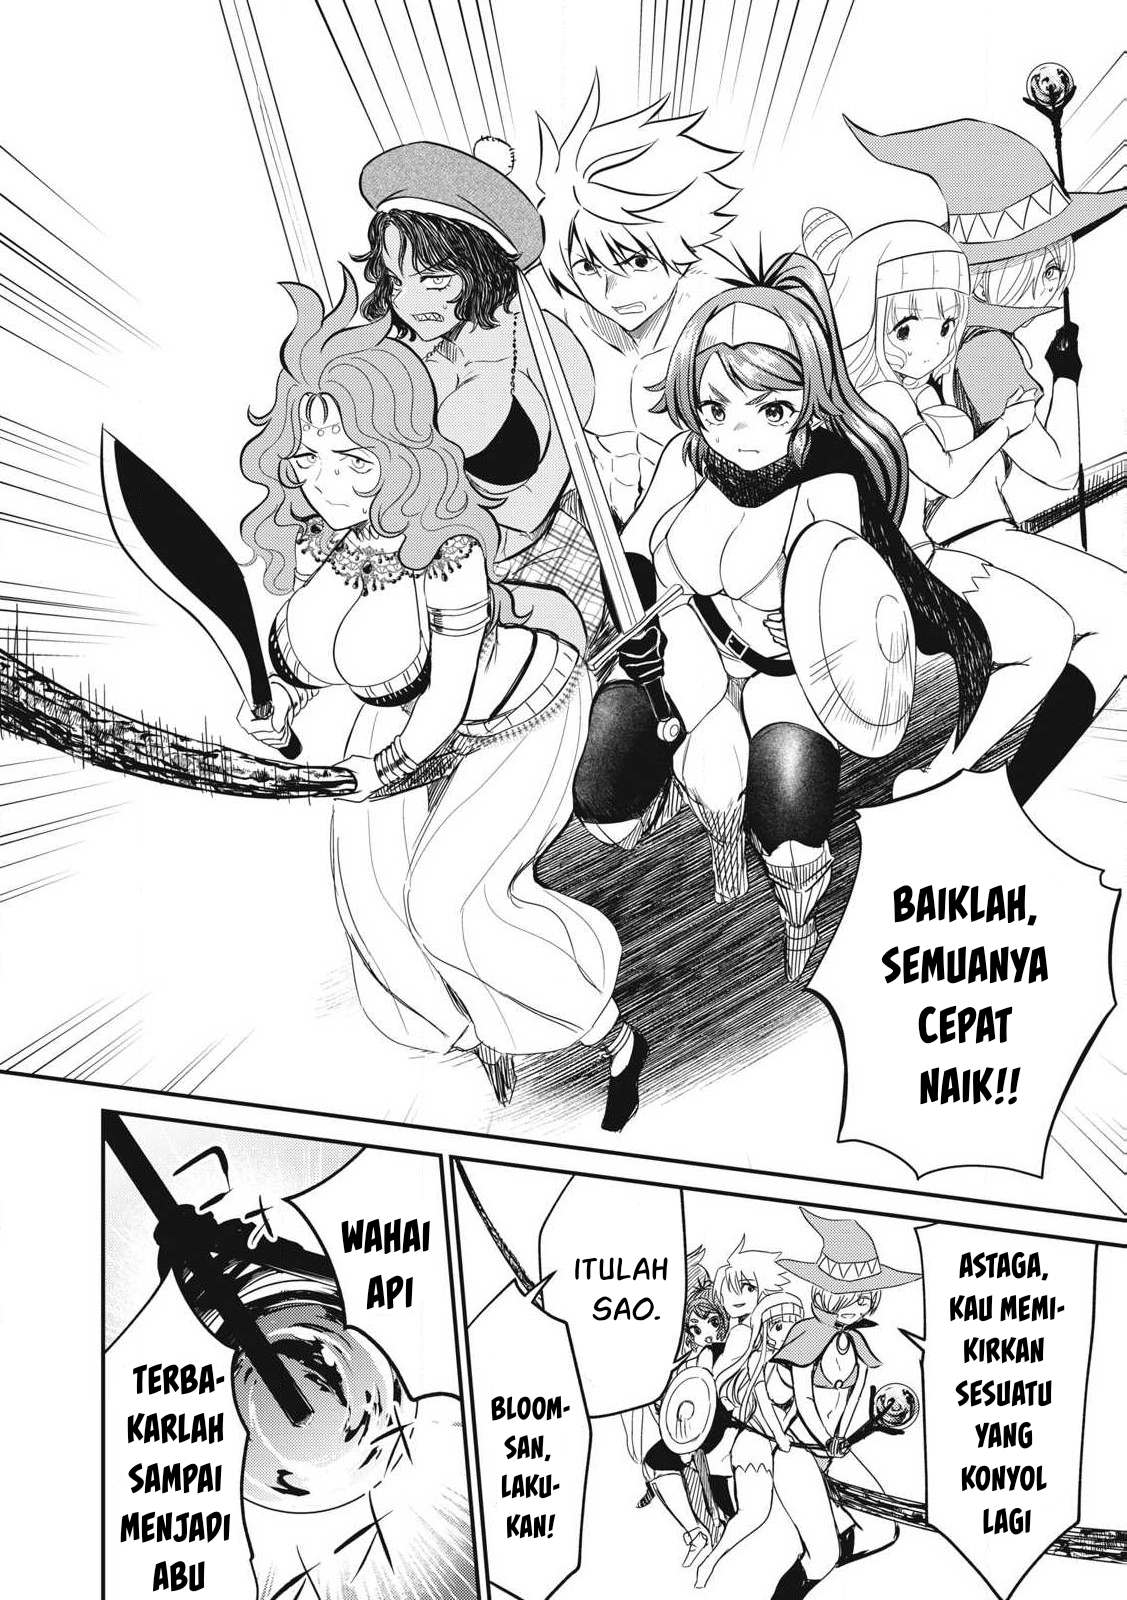 BAIKLAH,
SEMUANYA
CEPAT
NAIK!!
ASTAGA,
KAU MEMI-
KIRKAN
SESUATU
YANG
KONYOL
LAGI
ITULAH
SAO.
BLOOM-
SAN,
LAKU-
KAN!
WAHAI
API
TERBA-
KARLAH
SAMPAI
MENJADI
ABU